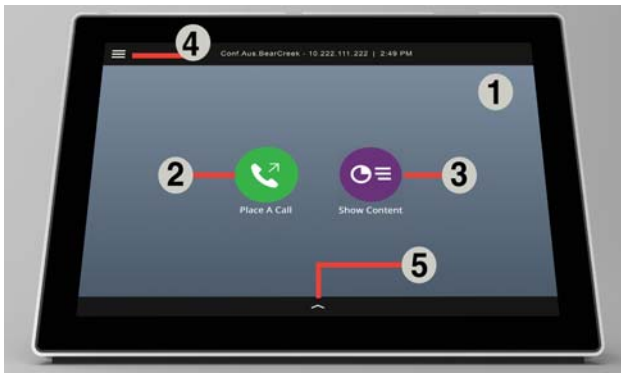 4
Conf.Aus.BearCreek - 10.222.111.222 | 2:49 PM
1
2
3
Place A Call
Show Content
5